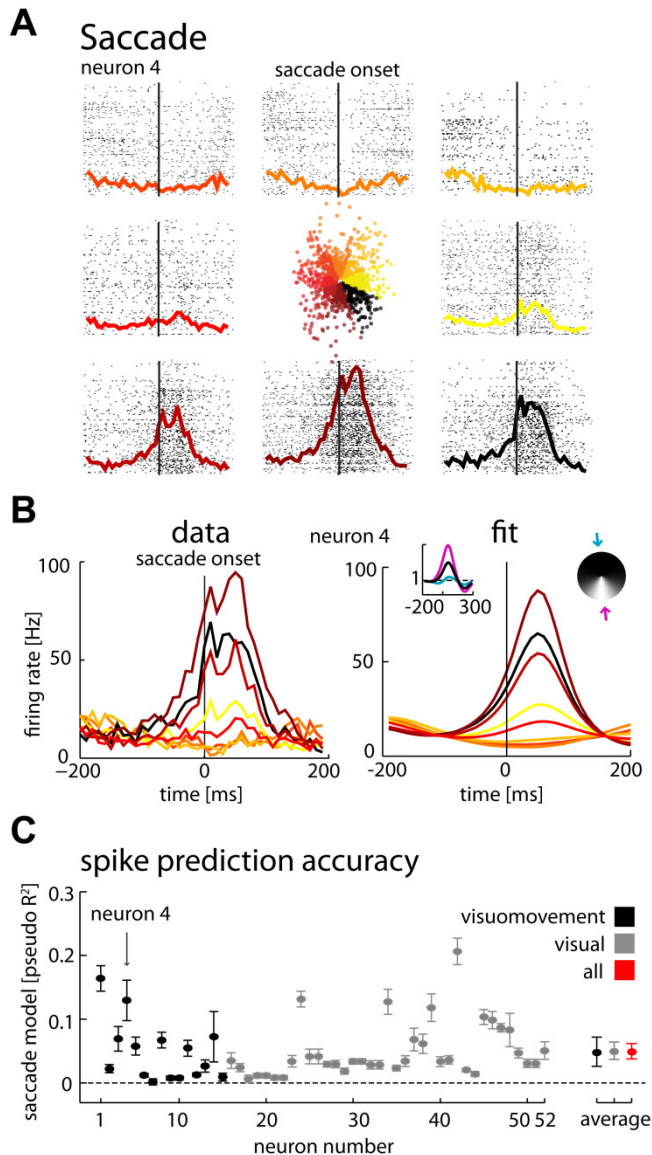 A
Saccade
neuron 4
saccade onset
B
data
neuron 4
fit
saccade onset
100
50
0
firing rate [Hz]
−200
0
200
time [ms]
1
-200
300
100
50
0
−200
0
200
time [ms]
C
spike prediction accuracy
saccade model [pseudo R²]
0.3
0.2
0.1
0
neuron 4
visuomovement
visual
all
1
10
20
30
40
50 52
average
neuron number